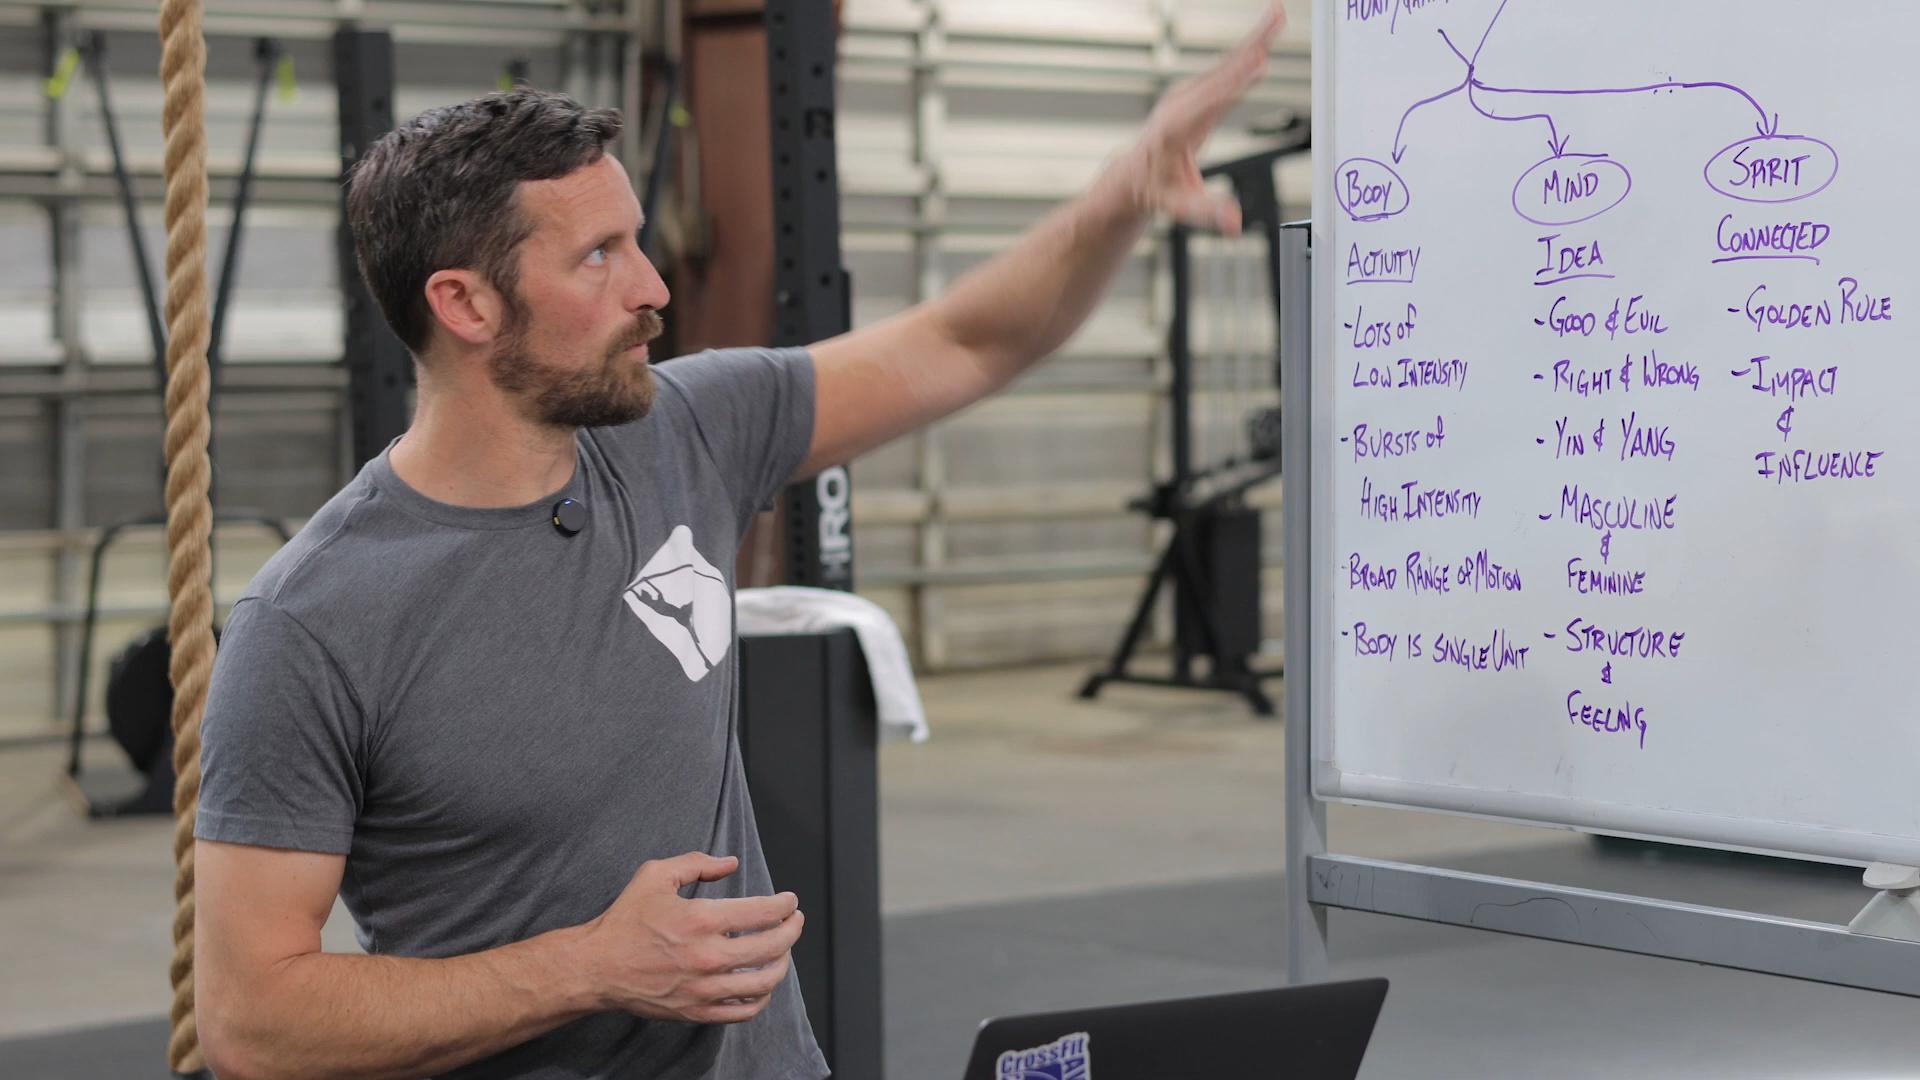 BODY
ACTIVITY
-LOTS of
LOW INTENSITY
-BURSTS of
HIGH INTENSITY
-BROAD RANGE of MOTION
-BODY IS SINGLE UNIT
MIND
IDEA
-GOOD & EVIL
-RIGHT & WRONG
-YIN & YANG
-MASCULINE
&
FEMININE
-STRUCTURE
&
FEELING
SPIRIT
CONNECTED
-GOLDEN RULE
-IMPACT
&
INFLUENCE
CROSSFIT